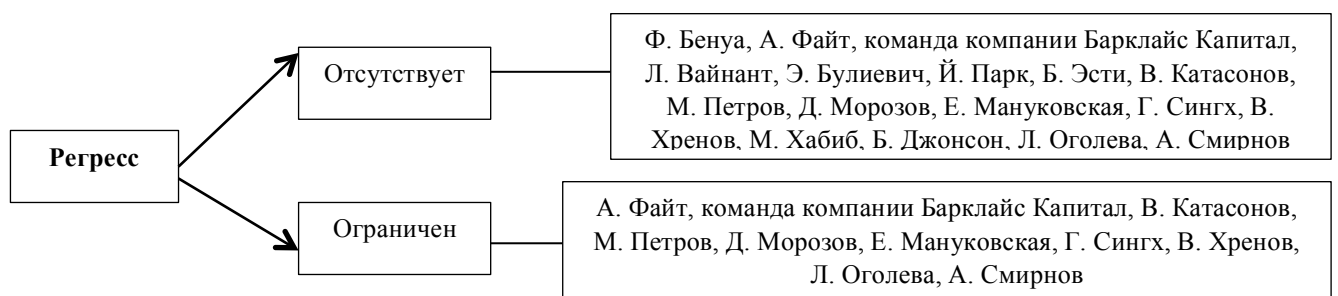 Регресс
Отсутствует
Ф. Бенуа, А. Файт, команда компании Барклайс Капитал,
Л. Вайнант, Э. Булиевич, Й. Парк, Б. Эсти, В. Катасонов,
М. Петров, Д. Морозов, Е. Мануковская, Г. Сингх, В.
Хренов, М. Хабиб, Б. Джонсон, Л. Оголева, А. Смирнов
Ограничен
А. Файт, команда компании Барклайс Капитал, В. Катасонов,
М. Петров, Д. Морозов, Е. Мануковская, Г. Сингх, В. Хренов,
Л. Оголева, А. Смирнов